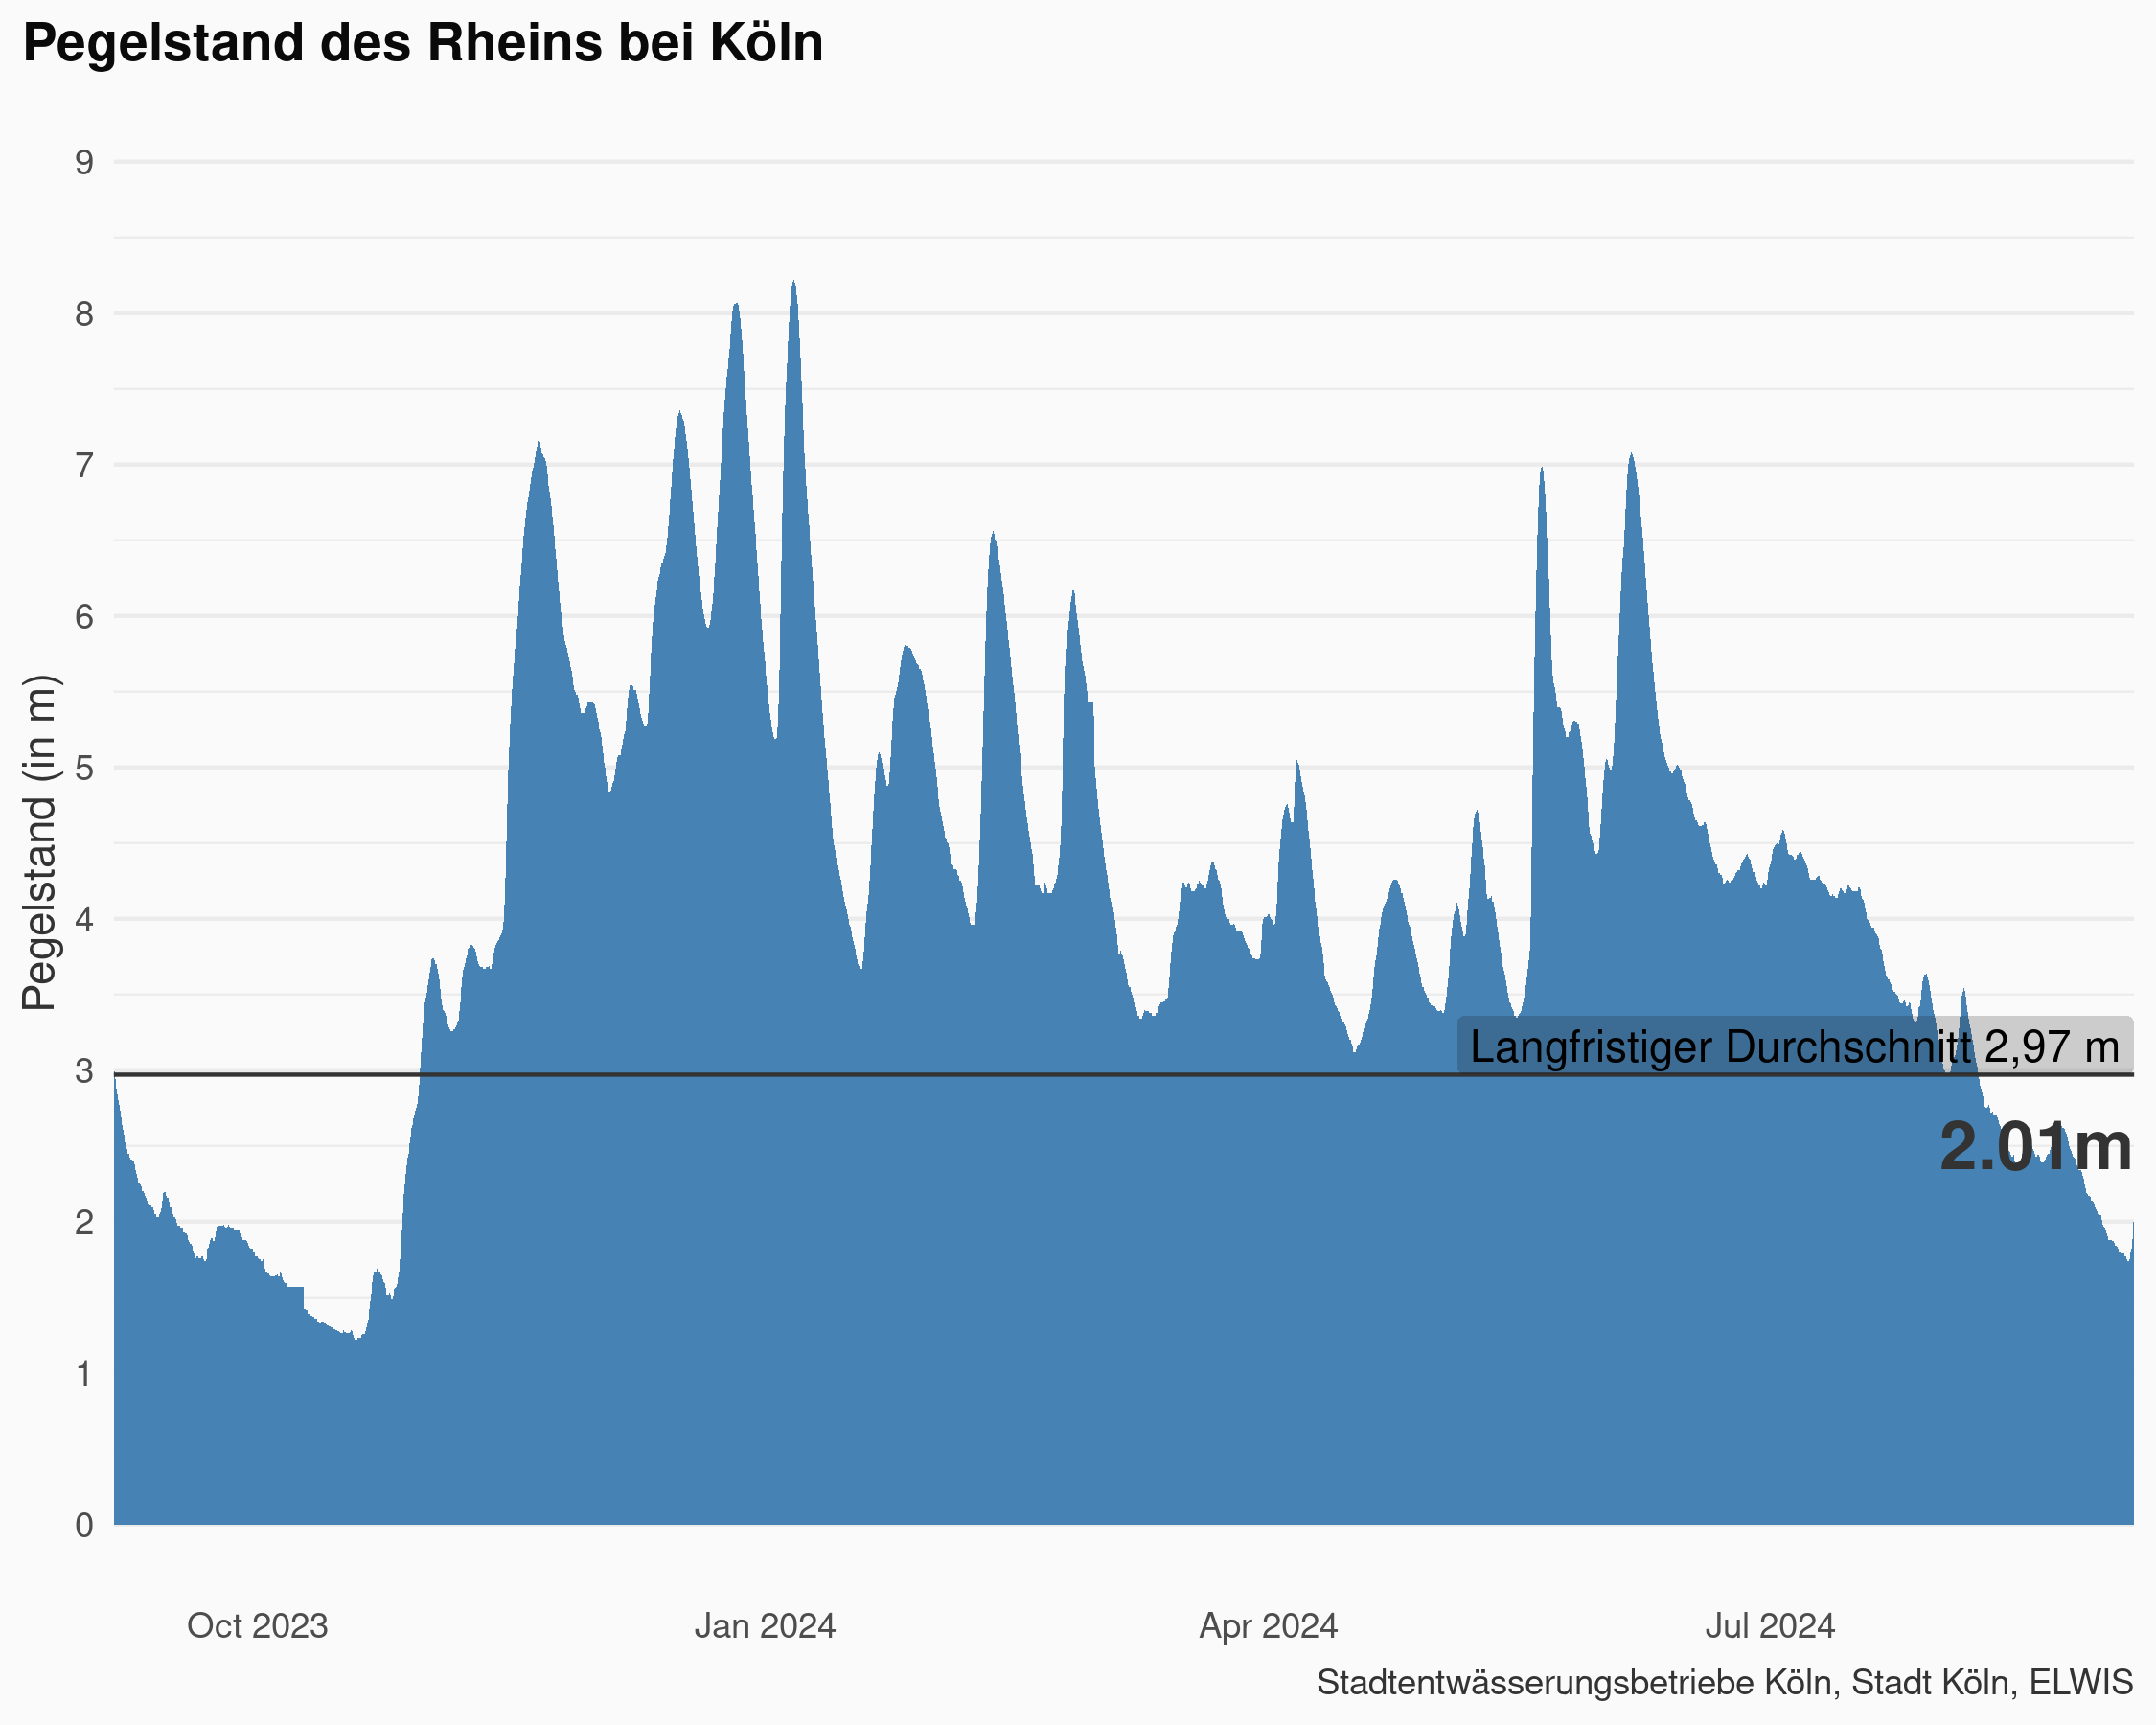 Pegelstand des Rheins bei Köln
Pegelstand (in m)
9
8
7
6
5
4
3
2
1
0
Langfristiger Durchschnitt 2,97 m
2.01m
Oct 2023
Jan 2024
Apr 2024
Jul 2024
Stadtentwässerungsbetriebe Köln, Stadt Köln, ELWIS